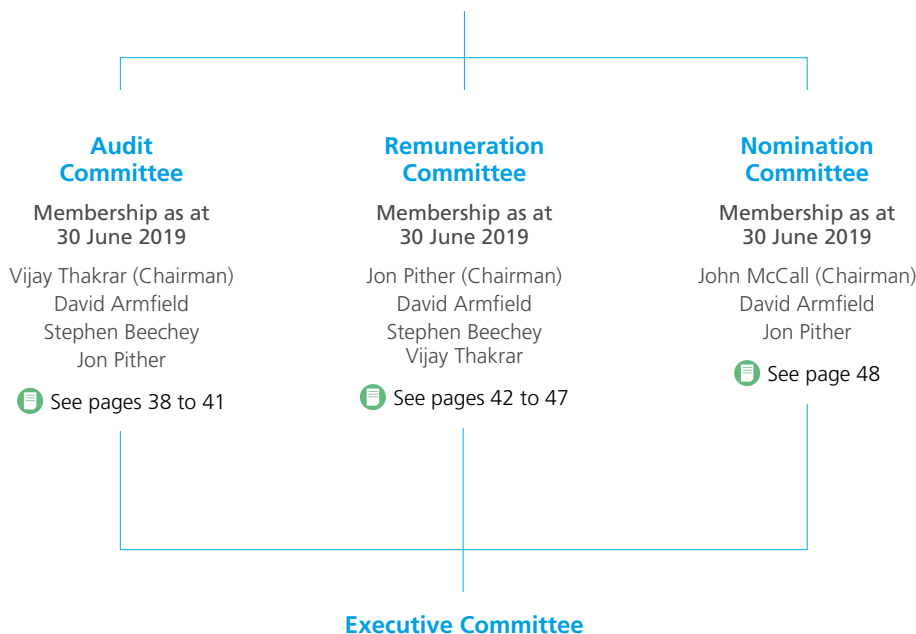 Audit
Committee
Membership as at
30 June 2019
Vijay Thakrar (Chairman)
David Armfield
Stephen Beechey
Jon Pither
See pages 38 to 41
Remuneration
Committee
Membership as at
30 June 2019
Jon Pither (Chairman)
David Armfield
Stephen Beechey
Vijay Thakrar
See pages 42 to 47
Nomination
Committee
Membership as at
30 June 2019
John McCall (Chairman)
David Armfield
Jon Pither
See page 48
Executive Committee